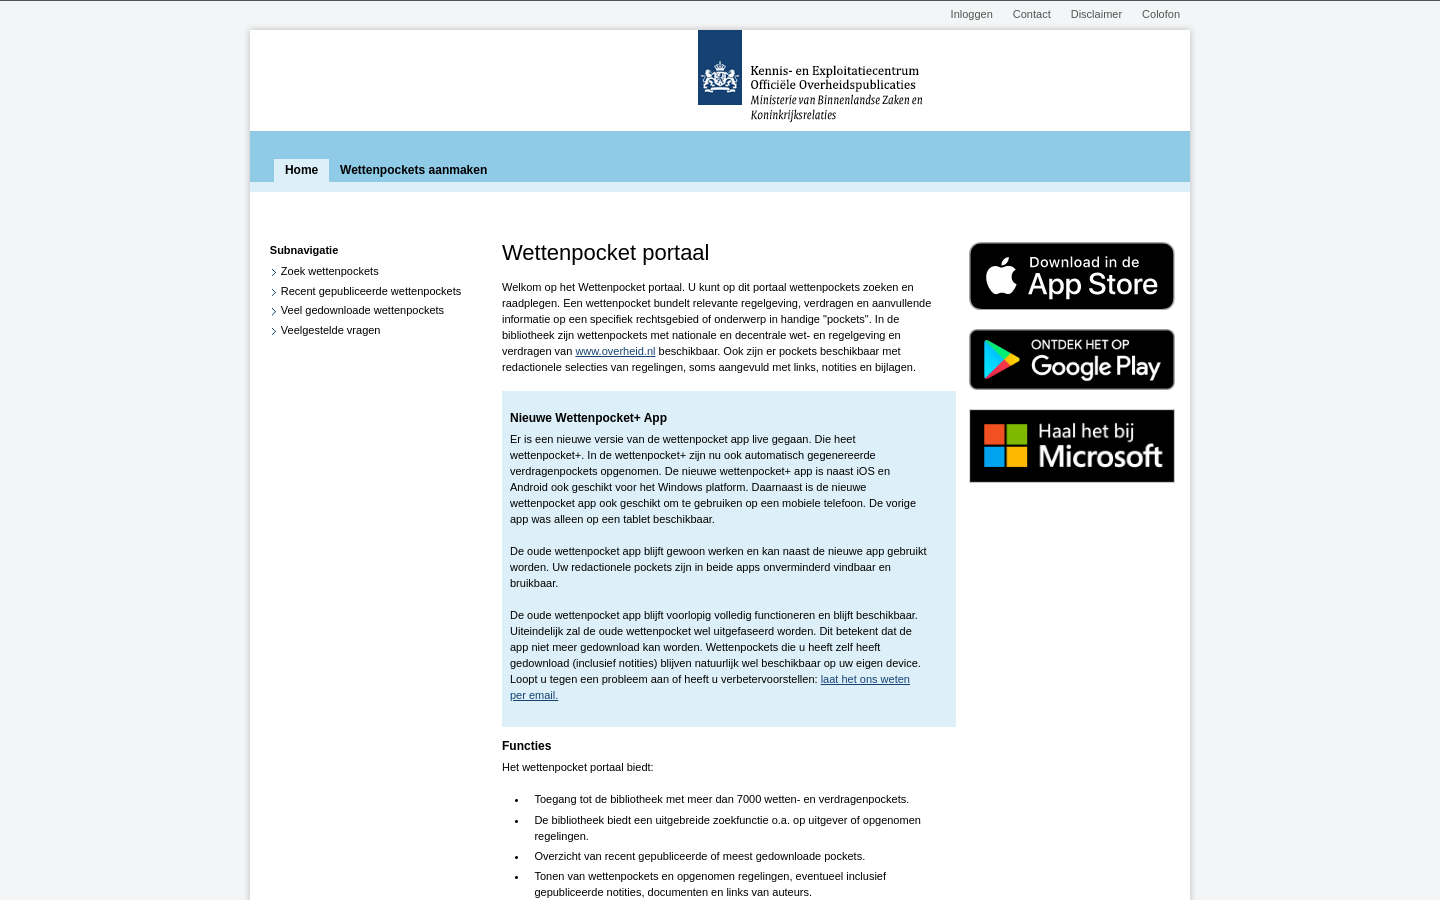 Inloggen Contact Disclaimer Colofon
Kennis- en Exploitatiecentrum
Officiële Overheidspublicaties
Ministerie van Binnenlandse Zaken en
Koninkrijksrelaties
Home Wettenpockets aanmaken
Subnavigatie
Zoek wettenpockets
Recent gepubliceerde wettenpockets
Veel gedownloade wettenpockets
Veelgestelde vragen
Wettenpocket portaal
Welkom op het Wettenpocket portaal. U kunt op dit portaal wettenpockets zoeken en
raadplegen. Een wettenpocket bundelt relevante regelgeving, verdragen en aanvullende
informatie op een specifiek rechtsgebied of onderwerp in handige "pockets". In de
bibliotheek zijn wettenpockets met nationale en decentrale wet- en regelgeving en
verdragen van www.overheid.nl beschikbaar. Ook zijn er pockets beschikbaar met
redactionele selecties van regelingen, soms aangevuld met links, notities en bijlagen.
Nieuwe Wettenpocket+ App
Er is een nieuwe versie van de wettenpocket app live gegaan. Die heet
wettenpocket+. In de wettenpocket+ zijn nu ook automatisch gegenereerde
verdragenpockets opgenomen. De nieuwe wettenpocket+ app is naast iOS en
Android ook geschikt voor het Windows platform. Daarnaast is de nieuwe
wettenpocket app ook geschikt om te gebruiken op een mobiele telefoon. De vorige
app was alleen op een tablet beschikbaar.
De oude wettenpocket app blijft gewoon werken en kan naast de nieuwe app gebruikt
worden. Uw redactionele pockets zijn in beide apps onverminderd vindbaar en
bruikbaar.
De oude wettenpocket app blijft voorlopig volledig functioneren en blijft beschikbaar.
Uiteindelijk zal de oude wettenpocket wel uitgefaseerd worden. Dit betekent dat de
app niet meer gedownload kan worden. Wettenpockets die u heeft zelf heeft
gedownload (inclusief notities) blijven natuurlijk wel beschikbaar op uw eigen device.
Loopt u tegen een probleem aan of heeft u verbetervoorstellen: laat het ons weten
per email.
Functies
Het wettenpocket portaal biedt:
Toegang tot de bibliotheek met meer dan 7000 wetten- en verdragenpockets.
De bibliotheek biedt een uitgebreide zoekfunctie o.a. op uitgever of opgenomen
regelingen.
Overzicht van recent gepubliceerde of meest gedownloade pockets.
Tonen van wettenpockets en opgenomen regelingen, eventueel inclusief
gepubliceerde notities, documenten en links van auteurs.
Download in de
App Store
ONTDEK HET OP
Google Play
Haal het bij
Microsoft